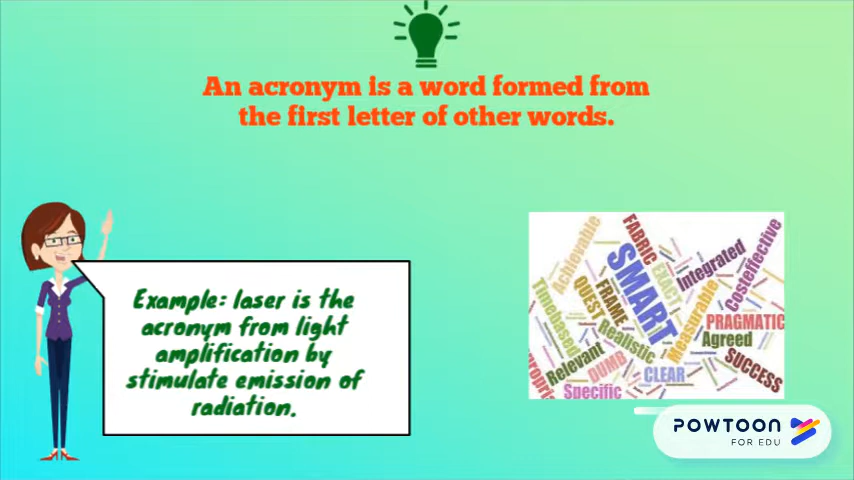 An acronym is a word formed from
the first letter of other words.
Example: laser is the
acronym from light
amplification by
stimulate emission of
radiation.
Achievable
FABRIC
SMART
EXACT
Integrated
Costeffective
QUEST
FRAME
Timebased
Realistic
Measurable
PRAGMATIC
Agreed
Relevant
DUMB
CLEAR
SUCCESS
Specific
POWTOON
FOR EDU